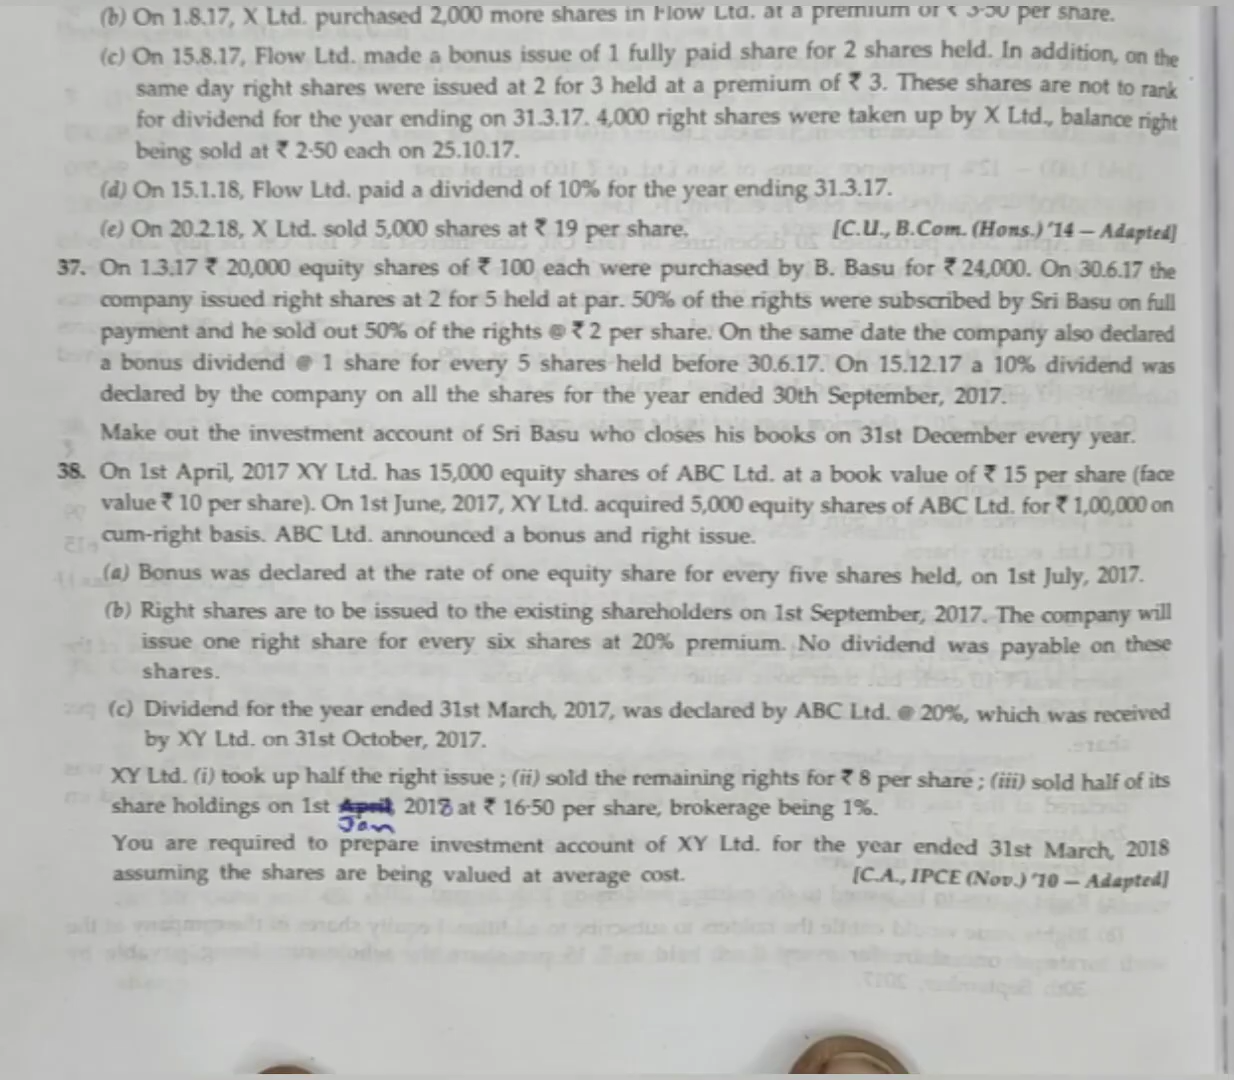 (b) On 1.8.17, X Ltd. purchased 2,000 more shares in Flow Ltd. at a premium of ₹ 3·50 per share.
(c) On 15.8.17, Flow Ltd. made a bonus issue of 1 fully paid share for 2 shares held. In addition, on the
same day right shares were issued at 2 for 3 held at a premium of ₹ 3. These shares are not to rank
for dividend for the year ending on 31.3.17. 4,000 right shares were taken up by X Ltd., balance right
being sold at ₹ 2·50 each on 25.10.17.
(d) On 15.1.18, Flow Ltd. paid a dividend of 10% for the year ending 31.3.17.
(e) On 20.2.18, X Ltd. sold 5,000 shares at ₹ 19 per share. [C.U., B.Com. (Hons.) '14 – Adapted]
37. On 1.3.17 ₹ 20,000 equity shares of ₹ 100 each were purchased by B. Basu for ₹ 24,000. On 30.6.17 the
company issued right shares at 2 for 5 held at par. 50% of the rights were subscribed by Sri Basu on full
payment and he sold out 50% of the rights @ ₹ 2 per share. On the same date the company also declared
a bonus dividend @ 1 share for every 5 shares held before 30.6.17. On 15.12.17 a 10% dividend was
declared by the company on all the shares for the year ended 30th September, 2017.
Make out the investment account of Sri Basu who closes his books on 31st December every year.
38. On 1st April, 2017 XY Ltd. has 15,000 equity shares of ABC Ltd. at a book value of ₹ 15 per share (face
value ₹ 10 per share). On 1st June, 2017, XY Ltd. acquired 5,000 equity shares of ABC Ltd. for ₹ 1,00,000 on
cum-right basis. ABC Ltd. announced a bonus and right issue.
(a) Bonus was declared at the rate of one equity share for every five shares held, on 1st July, 2017.
(b) Right shares are to be issued to the existing shareholders on 1st September, 2017. The company will
issue one right share for every six shares at 20% premium. No dividend was payable on these
shares.
(c) Dividend for the year ended 31st March, 2017, was declared by ABC Ltd. @ 20%, which was received
by XY Ltd. on 31st October, 2017.
XY Ltd. (i) took up half the right issue ; (ii) sold the remaining rights for ₹ 8 per share ; (iii) sold half of its
share holdings on 1st April 2018 at ₹ 16·50 per share, brokerage being 1%.
Jan
You are required to prepare investment account of XY Ltd. for the year ended 31st March, 2018
assuming the shares are being valued at average cost. [C.A., IPCE (Nov.) '10 – Adapted]